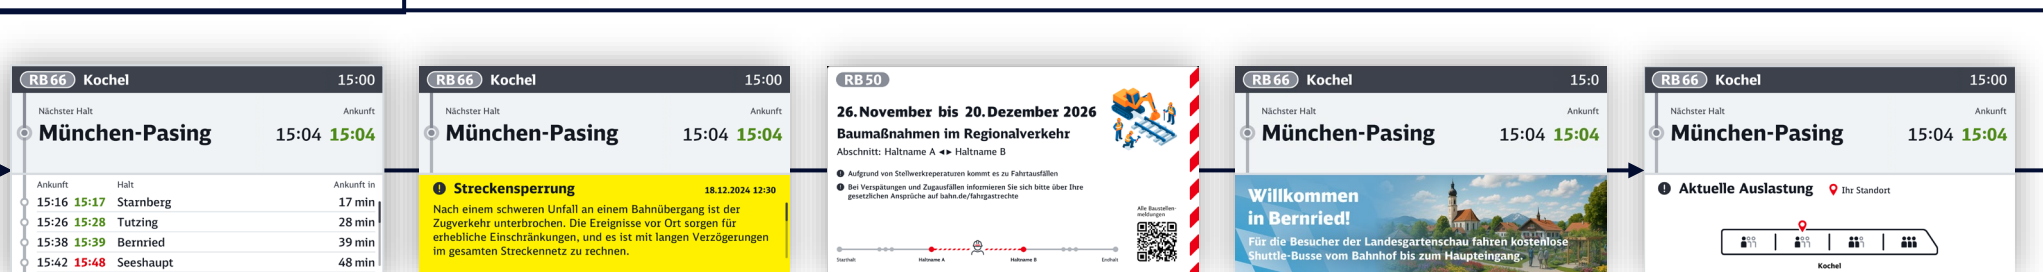 RB 66 Kochel 15:00
Nächster Halt Ankunft
München-Pasing 15:04 15:04
Ankunft Halt Ankunft in
15:16 15:17 Starnberg 17 min
15:26 15:28 Tutzing 28 min
15:38 15:39 Bernried 39 min
15:42 15:48 Seeshaupt 48 min
RB 66 Kochel 15:00
Nächster Halt Ankunft
München-Pasing 15:04 15:04
Streckensperrung 18.12.2024 12:30
Nach einem schweren Unfall an einem Bahnübergang ist der
Zugverkehr unterbrochen. Die Ereignisse vor Ort sorgen für
erhebliche Einschränkungen, und es ist mit langen Verzögerungen
im gesamten Streckennetz zu rechnen.
RB 50
26. November bis 20. Dezember 2026
Baumaßnahmen im Regionalverkehr
Abschnitt: Haltname A ◄► Haltname B
Aufgrund von Stellwerkreperaturen kommt es zu Fahrtausfällen
Bei Verspätungen und Zugausfällen informieren Sie sich bitte über Ihre
gesetzlichen Ansprüche auf bahn.de/fahrgastrechte
Alle Baustellen-
meldungen
Starthalt Haltname A Haltname B Endhalt
RB 66 Kochel 15:0
Nächster Halt Ankunft
München-Pasing 15:04 15:04
Willkommen
in Bernried!
Für die Besucher der Landesgartenschau fahren kostenlose
Shuttle-Busse vom Bahnhof bis zum Haupteingang.
RB 66 Kochel 15:00
Nächster Halt Ankunft
München-Pasing 15:04 15:04
Aktuelle Auslastung Ihr Standort
Kochel